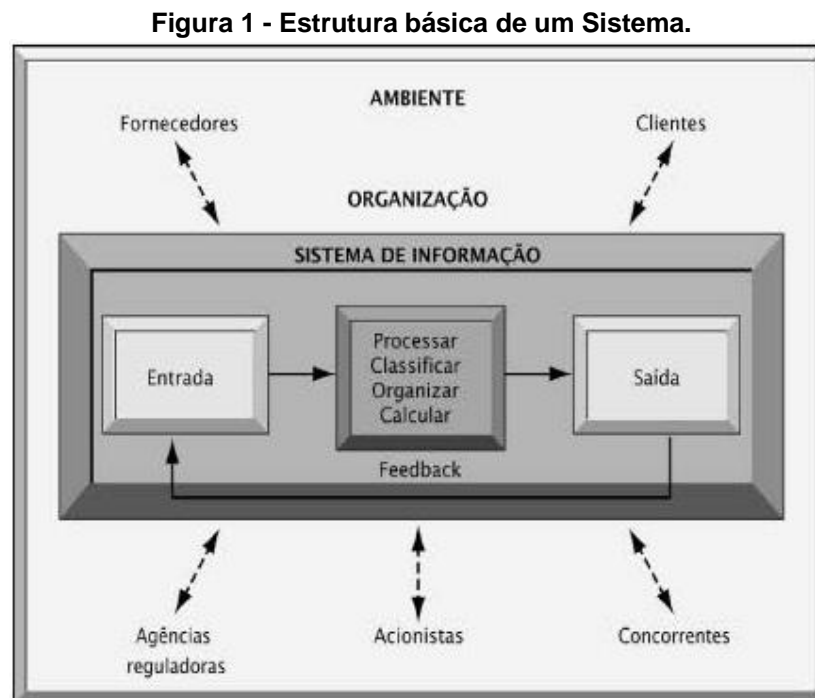 Figura 1 - Estrutura básica de um Sistema.
AMBIENTE
Fornecedores
Clientes
ORGANIZAÇÃO
SISTEMA DE INFORMAÇÃO
Entrada
Processar
Classificar
Organizar
Calcular
Saída
Feedback
Agências
reguladoras
Acionistas
Concorrentes